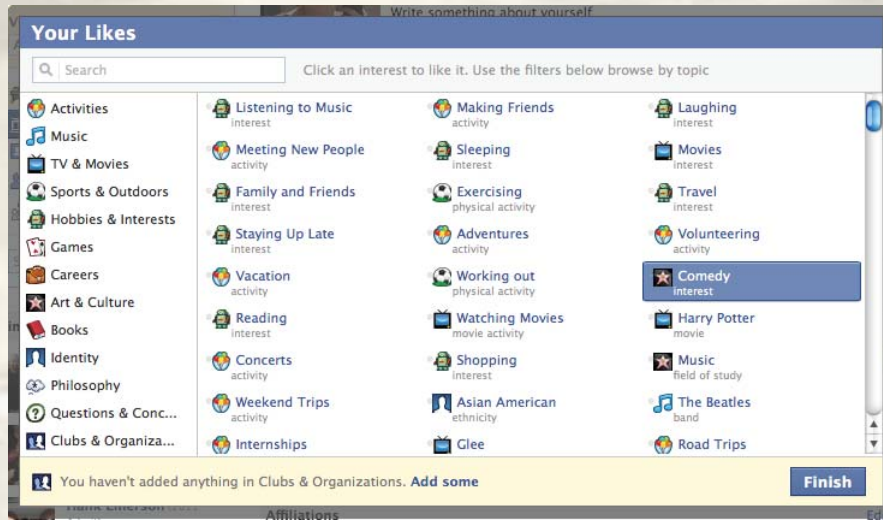 Write something about yourself.
Your Likes
Search
Click an interest to like it. Use the filters below browse by topic
Activities
Music
TV & Movies
Sports & Outdoors
Hobbies & Interests
Games
Careers
Art & Culture
Books
Identity
Philosophy
Questions & Conc...
Clubs & Organiza...
Listening to Music
interest
Making Friends
activity
Laughing
interest
Meeting New People
activity
Sleeping
interest
Movies
interest
Family and Friends
interest
Exercising
physical activity
Travel
interest
Staying Up Late
interest
Adventures
activity
Volunteering
activity
Vacation
activity
Working out
physical activity
Comedy
interest
Reading
interest
Watching Movies
movie activity
Harry Potter
movie
Concerts
activity
Shopping
interest
Music
field of study
Weekend Trips
activity
Asian American
ethnicity
The Beatles
band
Internships
Glee
Road Trips
You haven't added anything in Clubs & Organizations. Add some
Finish
Hank Emerson
Affiliations
Ed